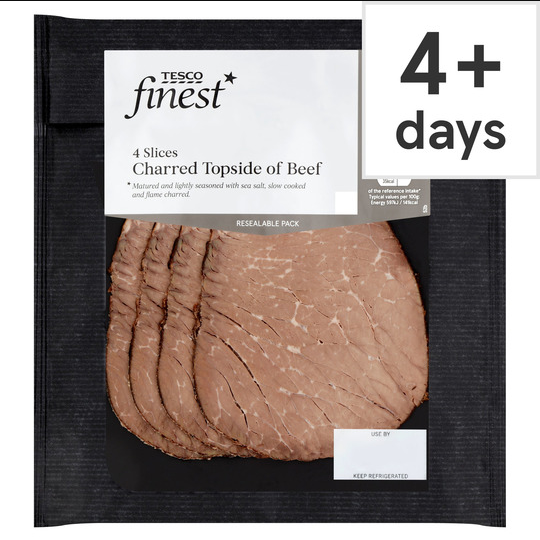 4+
days
TESCO
finest*
4 Slices
Charred Topside of Beef
* Matured and lightly seasoned with sea salt, slow cooked
and flame charred.
of the reference intake*
Typical values per 100g:
RESEALABLE PACK
USE BY
KEEP REFRIGERATED